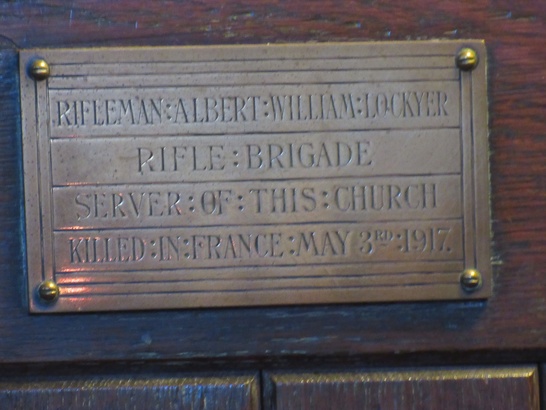 RIFLEMAN:ALBERT:WILLIAM:LOCKYER
RIFLE:BRIGADE
SERVER:OF:THIS:CHURCH
KILLED:IN:FRANCE:MAY 3RD:1917.